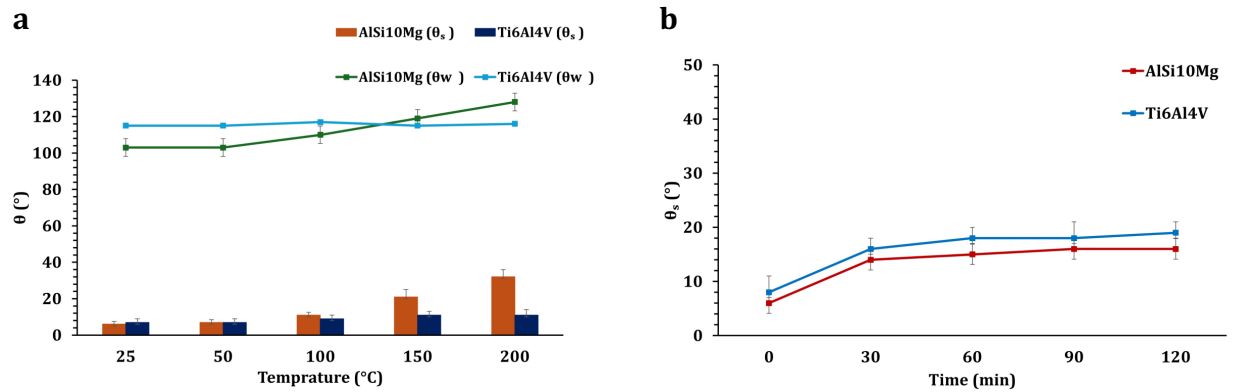 a
AlSi10Mg (θs )
Ti6Al4V (θs )
AlSi10Mg (θw )
Ti6Al4V (θw )
140
120
100
80
60
40
20
0
θ (°)
25 50 100 150 200
Temprature (°C)
b
AlSi10Mg
Ti6Al4V
50
40
30
20
10
0
θs (°)
0 30 60 90 120
Time (min)